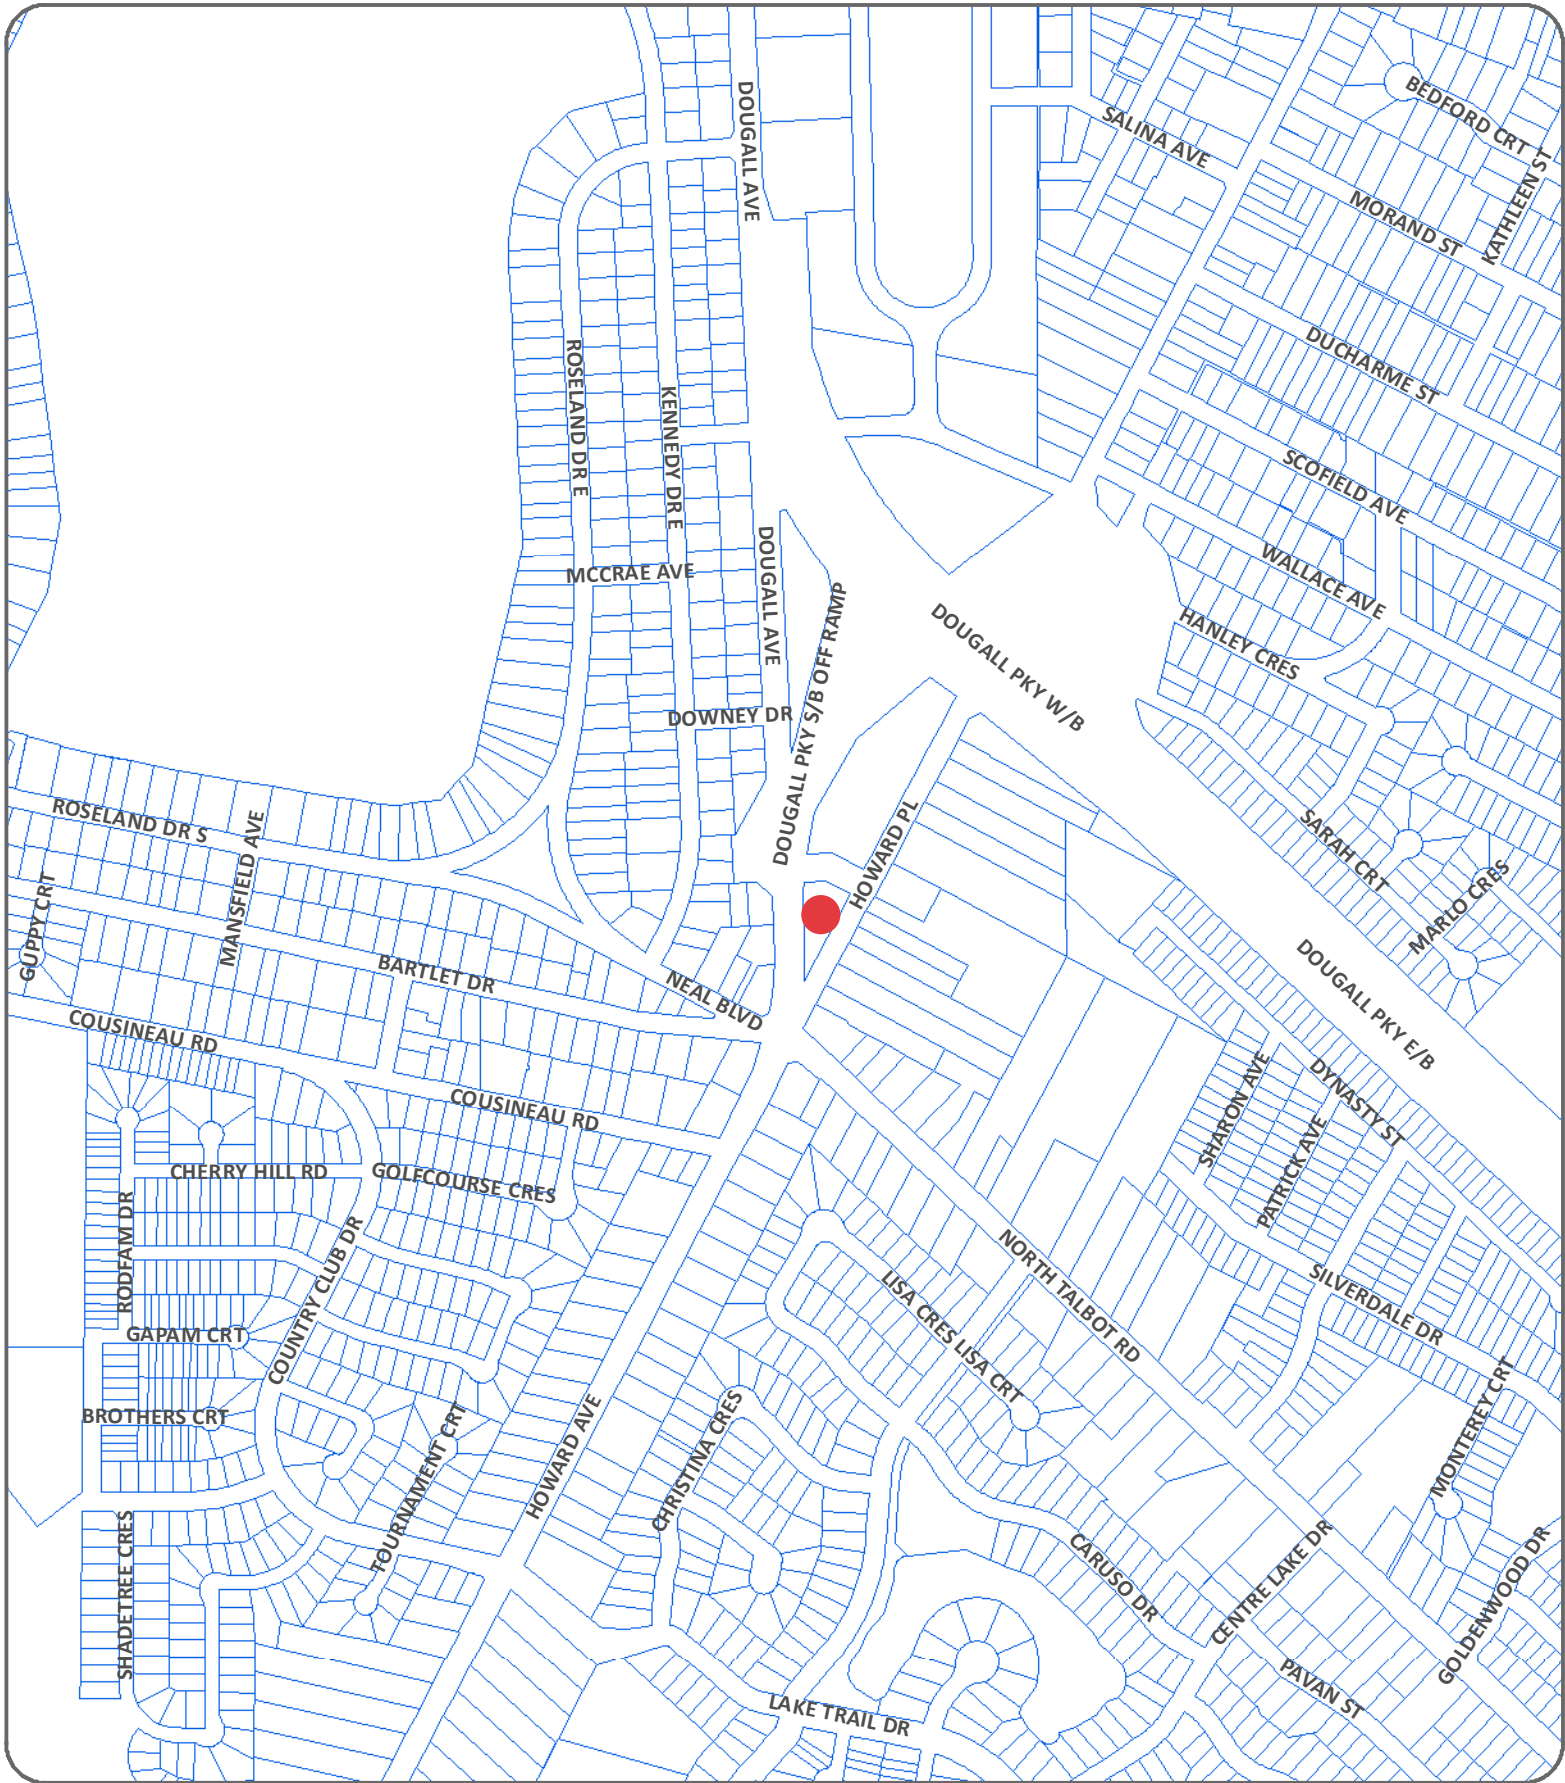 BEDFORD CRT
DOUGALL AVE
SALINA AVE
KATHLEEN ST
MORAND ST
DUCHARME ST
ROSELAND DR E
KENNEDY DR E
SCOFIELD AVE
DOUGALL AVE
WALLACE AVE
MCCRAE AVE
DOUGALL PKY S/B OFF RAMP
DOUGALL PKY W/B
HANLEY CRES
DOWNEY DR
ROSELAND DR S
MANSFIELD AVE
HOWARD PL
SARAH CRT
MARLO CRES
GUPPY CRT
BARTLET DR
NEAL BLVD
DOUGALL PKY E/B
COUSINEAU RD
COUSINEAU RD
SHARON AVE
DYNASTY ST
PATRICK AVE
CHERRY HILL RD
GOLFCOURSE CRES
RODFAM DR
COUNTRY CLUB DR
NORTH TALBOT RD
LISA CRES
LISA CRT
SILVERDALE DR
GAPAM CRT
BROTHERS CRT
TOURNAMENT CRT
HOWARD AVE
CHRISTINA CRES
MONTEREY CRT
SHADETREE CRES
CARUSO DR
CENTRE LAKE DR
GOLDENWOOD DR
PAVAN ST
LAKE TRAIL DR